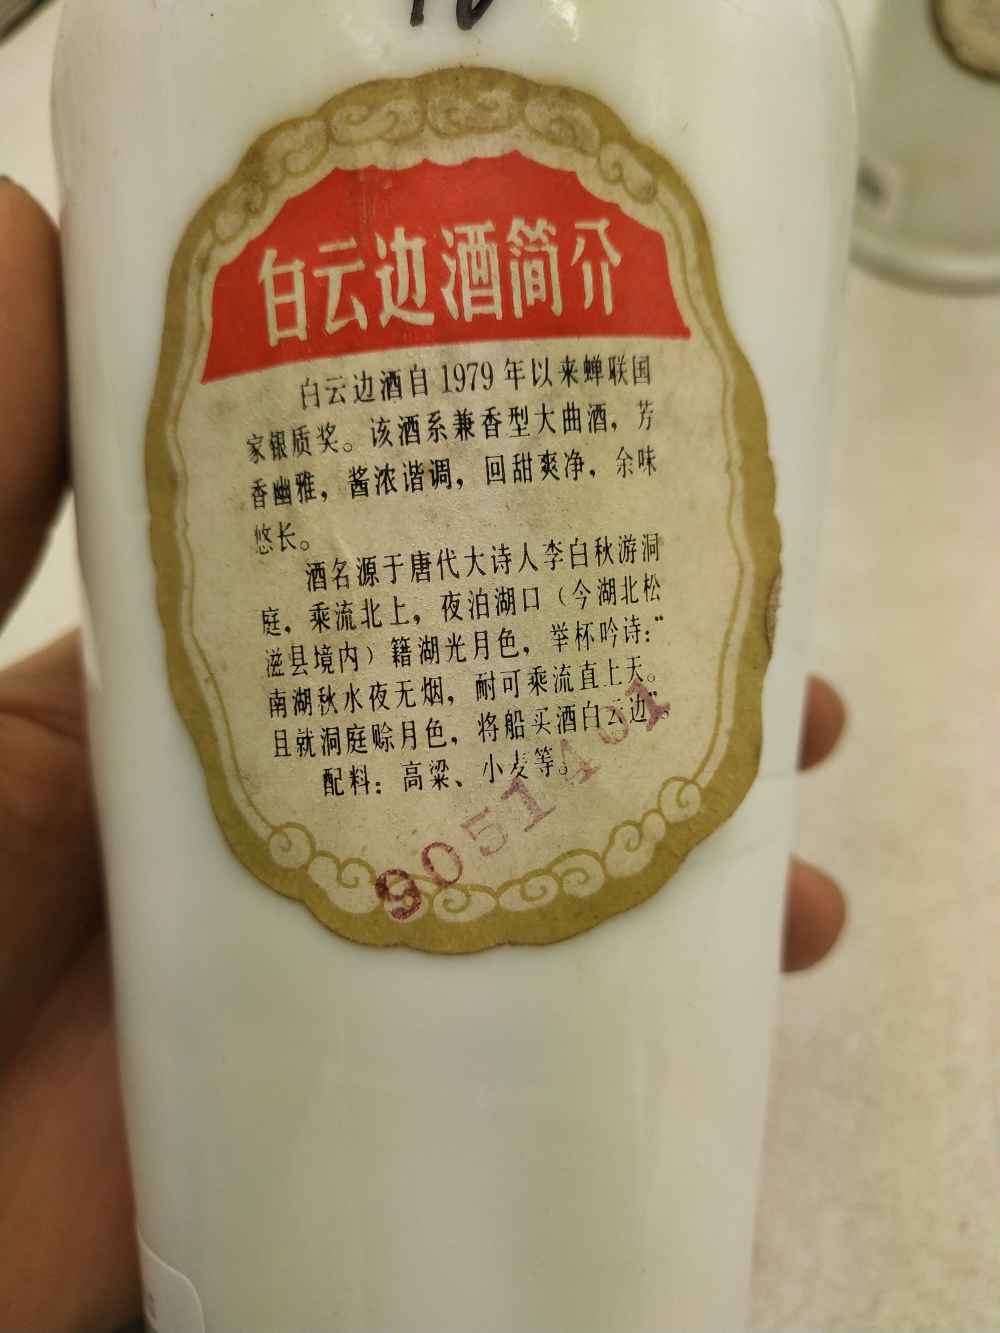 白云边酒简介
白云边酒自1979年以来蝉联国
家银质奖。该酒系兼香型大曲酒，芳
香幽雅，酱浓谐调，回甜爽净，余味
悠长。
酒名源于唐代大诗人李白秋游洞
庭，乘流北上，夜泊湖口（今湖北松
滋县境内）籍湖光月色，举杯吟诗：“
南湖秋水夜无烟，耐可乘流直上天。
且就洞庭赊月色，将船买酒白云边”。
配料：高粱、小麦等。
9051401